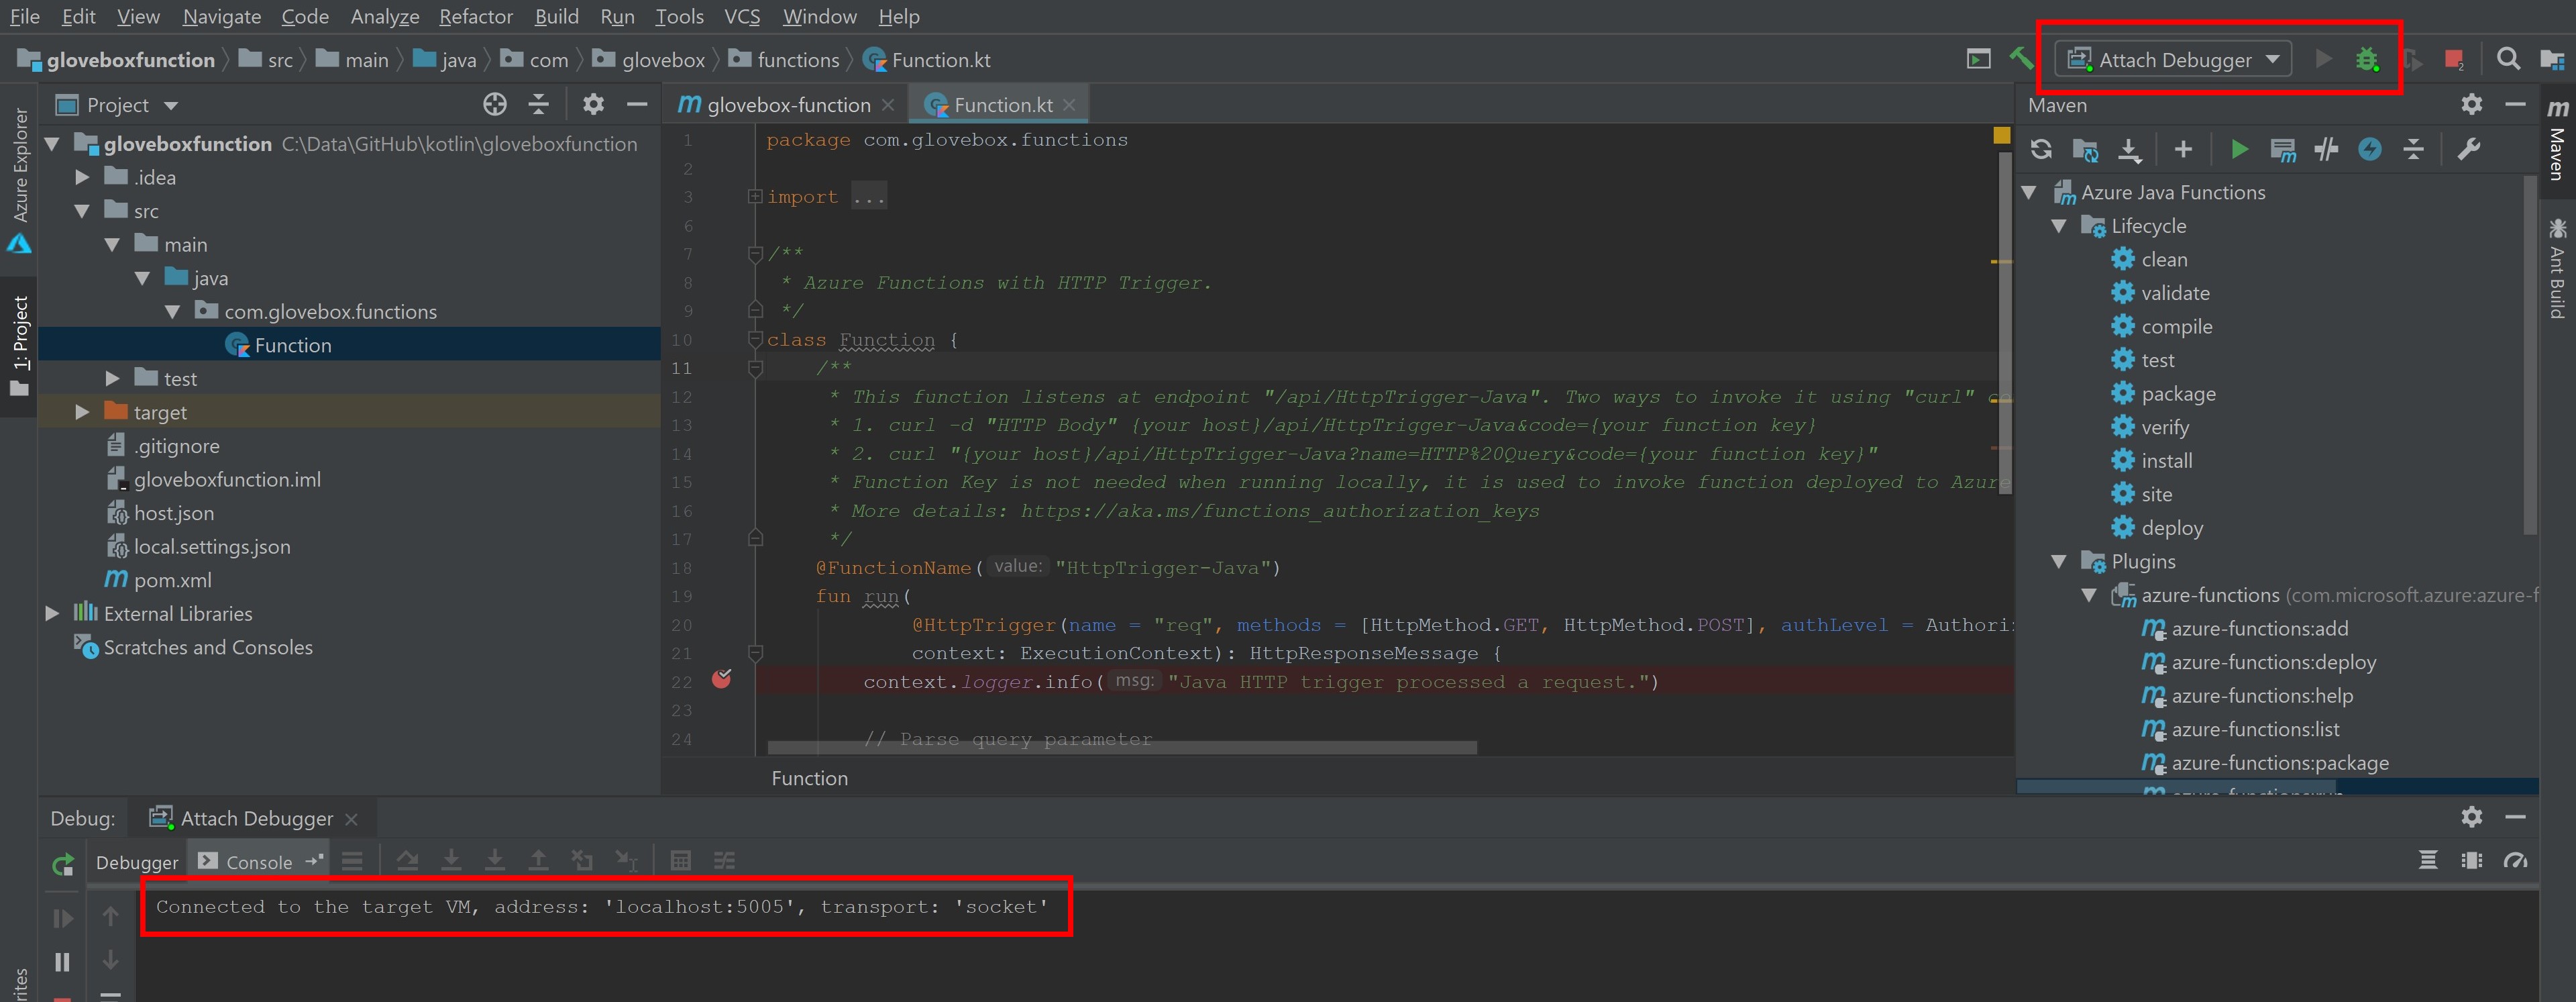 File Edit View Navigate Code Analyze Refactor Build Run Tools VCS Window Help
gloveboxfunction src main java com glovebox functions Function.kt
Attach Debugger
2
Azure Explorer
1: Project
Project
gloveboxfunction C:\Data\GitHub\kotlin\gloveboxfunction
.idea
src
main
java
com.glovebox.functions
Function
test
target
.gitignore
gloveboxfunction.iml
host.json
local.settings.json
pom.xml
External Libraries
Scratches and Consoles
glovebox-function Function.kt
1 package com.glovebox.functions
2
3 import ...
6
7 /**
8 * Azure Functions with HTTP Trigger.
9 */
10 class Function {
11 /**
12 * This function listens at endpoint "/api/HttpTrigger-Java". Two ways to invoke it using "curl" c
13 * 1. curl -d "HTTP Body" {your host}/api/HttpTrigger-Java&code={your function key}
14 * 2. curl "{your host}/api/HttpTrigger-Java?name=HTTP%20Query&code={your function key}"
15 * Function Key is not needed when running locally, it is used to invoke function deployed to Azure
16 * More details: https://aka.ms/functions_authorization_keys
17 */
18 @FunctionName( value: "HttpTrigger-Java")
19 fun run(
20 @HttpTrigger(name = "req", methods = [HttpMethod.GET, HttpMethod.POST], authLevel = Authori
21 context: ExecutionContext): HttpResponseMessage {
22 context.logger.info( msg: "Java HTTP trigger processed a request.")
23
24 // Parse query parameter
Function
Maven
Azure Java Functions
Lifecycle
clean
validate
compile
test
package
verify
install
site
deploy
Plugins
azure-functions (com.microsoft.azure:azure-f
azure-functions:add
azure-functions:deploy
azure-functions:help
azure-functions:list
azure-functions:package
azure-functions:run
Maven
Ant Build
Debug: Attach Debugger
Debugger Console
Connected to the target VM, address: 'localhost:5005', transport: 'socket'
rites